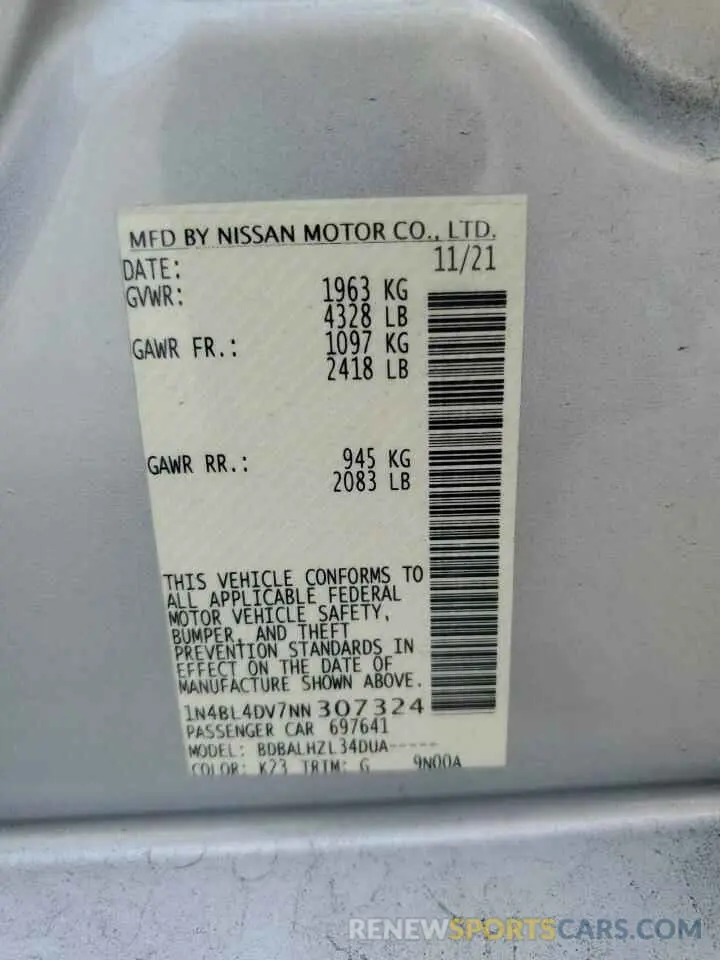 MFD BY NISSAN MOTOR CO., LTD.
DATE: 11/21
GVWR: 1963 KG
4328 LB
GAWR FR.: 1097 KG
2418 LB
GAWR RR.: 945 KG
2083 LB
THIS VEHICLE CONFORMS TO
ALL APPLICABLE FEDERAL
MOTOR VEHICLE SAFETY,
BUMPER, AND THEFT
PREVENTION STANDARDS IN
EFFECT ON THE DATE OF
MANUFACTURE SHOWN ABOVE.
1N4BL4DV7NN307324
PASSENGER CAR 697641
MODEL: BDBALHZL34DUA-----
COLOR: K23 TRIM: G 9N00A
RENEWSPORTSCARS.COM